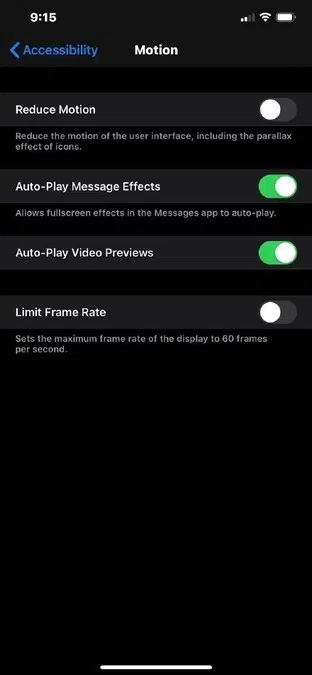 9:15
Accessibility
Motion
Reduce Motion
Reduce the motion of the user interface, including the parallax
effect of icons.
Auto-Play Message Effects
Allows fullscreen effects in the Messages app to auto-play.
Auto-Play Video Previews
Limit Frame Rate
Sets the maximum frame rate of the display to 60 frames
per second.